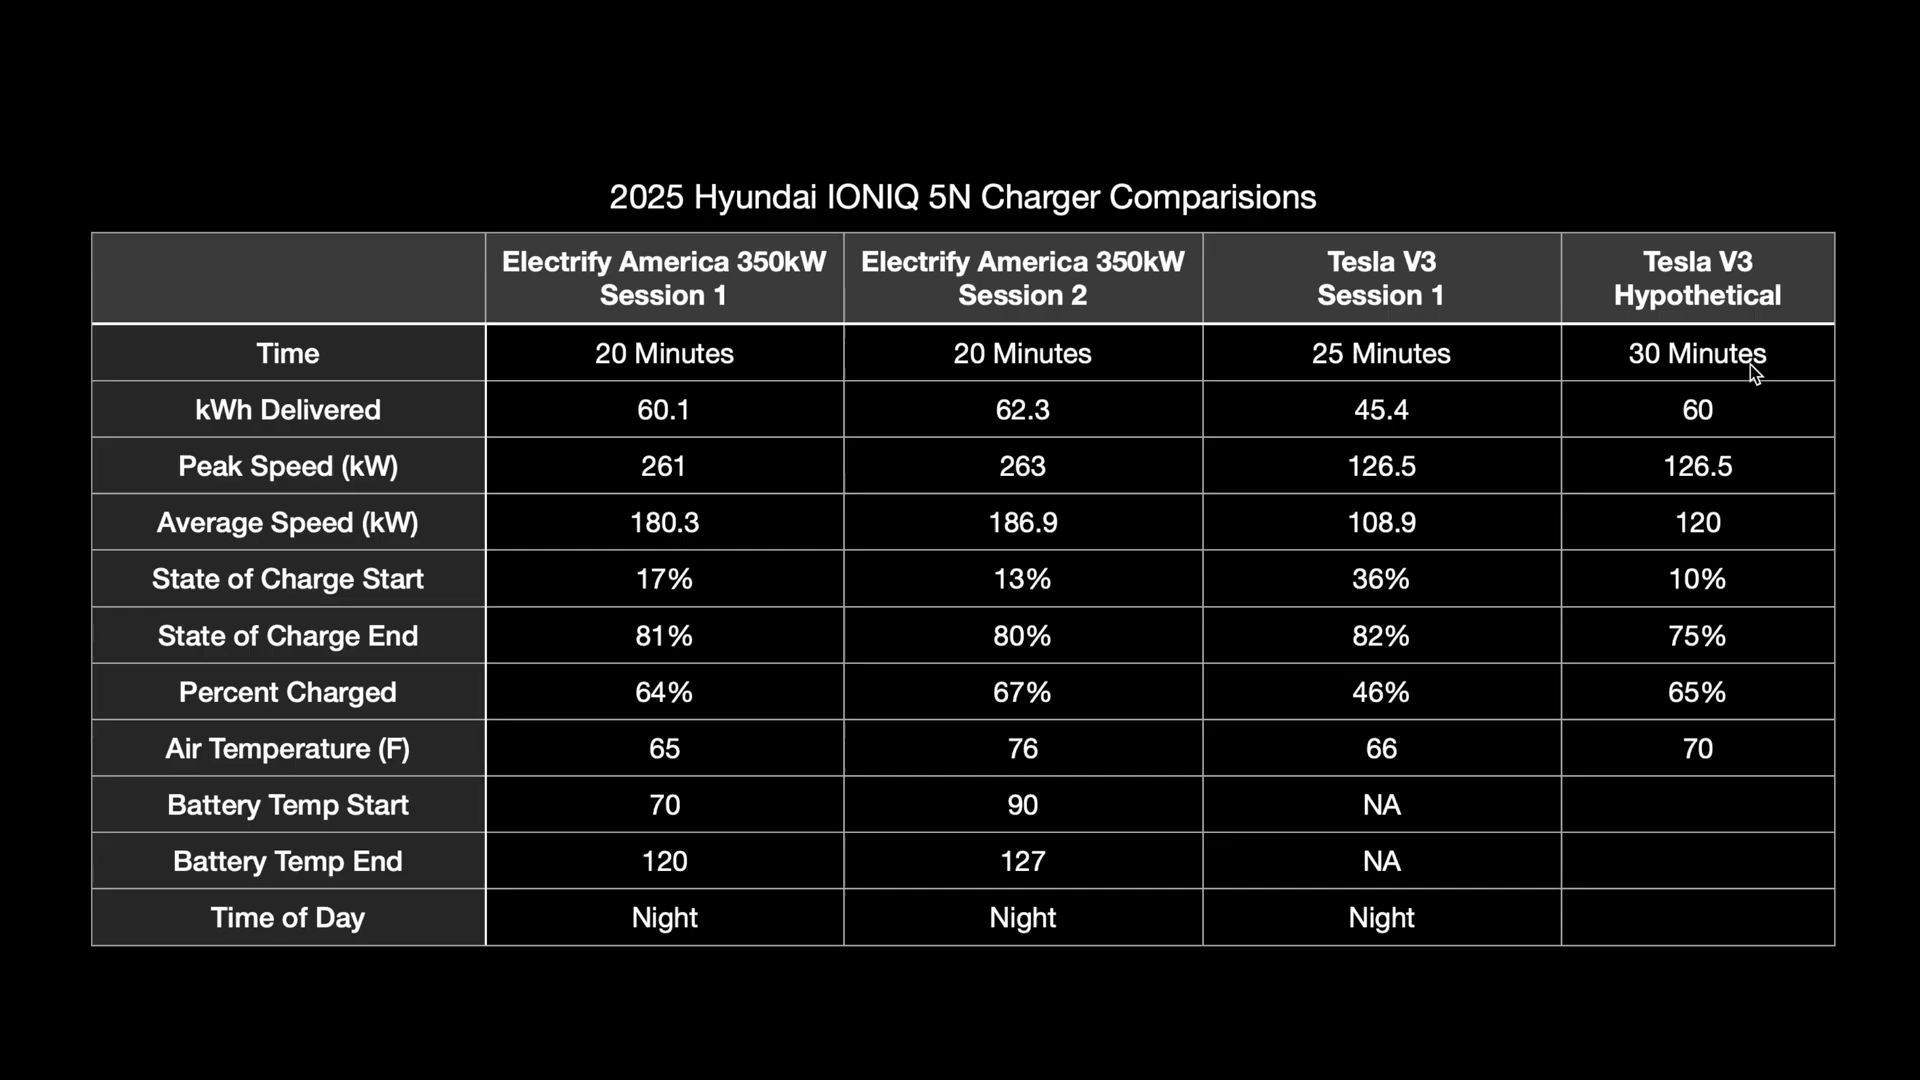 2025 Hyundai IONIQ 5N Charger Comparisions
Electrify America 350kW Session 1
Electrify America 350kW Session 2
Tesla V3 Session 1
Tesla V3 Hypothetical
Time 20 Minutes 20 Minutes 25 Minutes 30 Minutes
kWh Delivered 60.1 62.3 45.4 60
Peak Speed (kW) 261 263 126.5 126.5
Average Speed (kW) 180.3 186.9 108.9 120
State of Charge Start 17% 13% 36% 10%
State of Charge End 81% 80% 82% 75%
Percent Charged 64% 67% 46% 65%
Air Temperature (F) 65 76 66 70
Battery Temp Start 70 90 NA
Battery Temp End 120 127 NA
Time of Day Night Night Night